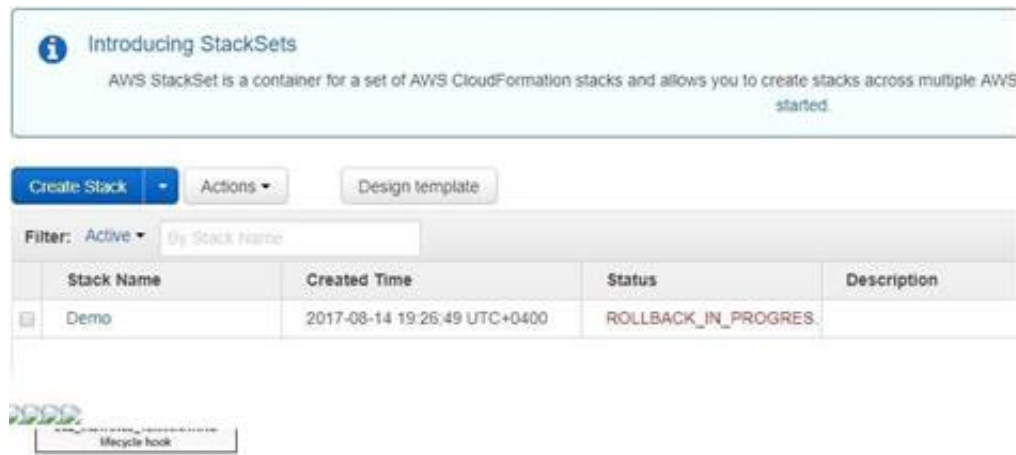 Introducing StackSets
AWS StackSet is a container for a set of AWS CloudFormation stacks and allows you to create stacks across multiple AWS
started.
Create Stack Actions Design template
Filter: Active By Stack Name
Stack Name Created Time Status Description
Demo 2017-08-14 19:26:49 UTC+0400 ROLLBACK_IN_PROGRES.
lifecycle hook